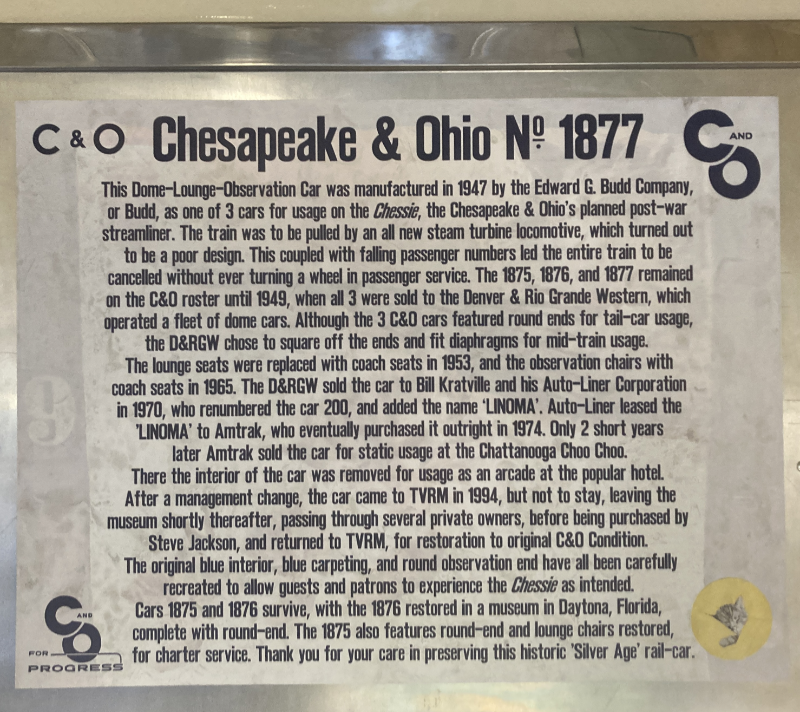 C & O Chesapeake & Ohio Nº 1877
C AND O
This Dome-Lounge-Observation Car was manufactured in 1947 by the Edward G. Budd Company,
or Budd, as one of 3 cars for usage on the Chessie, the Chesapeake & Ohio's planned post-war
streamliner. The train was to be pulled by an all new steam turbine locomotive, which turned out
to be a poor design. This coupled with falling passenger numbers led the entire train to be
cancelled without ever turning a wheel in passenger service. The 1875, 1876, and 1877 remained
on the C&O roster until 1949, when all 3 were sold to the Denver & Rio Grande Western, which
operated a fleet of dome cars. Although the 3 C&O cars featured round ends for tail-car usage,
the D&RGW chose to square off the ends and fit diaphragms for mid-train usage.
The lounge seats were replaced with coach seats in 1953, and the observation chairs with
coach seats in 1965. The D&RGW sold the car to Bill Kratville and his Auto-Liner Corporation
in 1970, who renumbered the car 200, and added the name 'LINOMA'. Auto-Liner leased the
'LINOMA' to Amtrak, who eventually purchased it outright in 1974. Only 2 short years
later Amtrak sold the car for static usage at the Chattanooga Choo Choo.
There the interior of the car was removed for usage as an arcade at the popular hotel.
After a management change, the car came to TVRM in 1994, but not to stay, leaving the
museum shortly thereafter, passing through several private owners, before being purchased by
Steve Jackson, and returned to TVRM, for restoration to original C&O Condition.
The original blue interior, blue carpeting, and round observation end have all been carefully
recreated to allow guests and patrons to experience the Chessie as intended.
Cars 1875 and 1876 survive, with the 1876 restored in a museum in Daytona, Florida,
complete with round-end. The 1875 also features round-end and lounge chairs restored,
for charter service. Thank you for your care in preserving this historic 'Silver Age' rail-car.
C AND O
FOR
PROGRESS
9